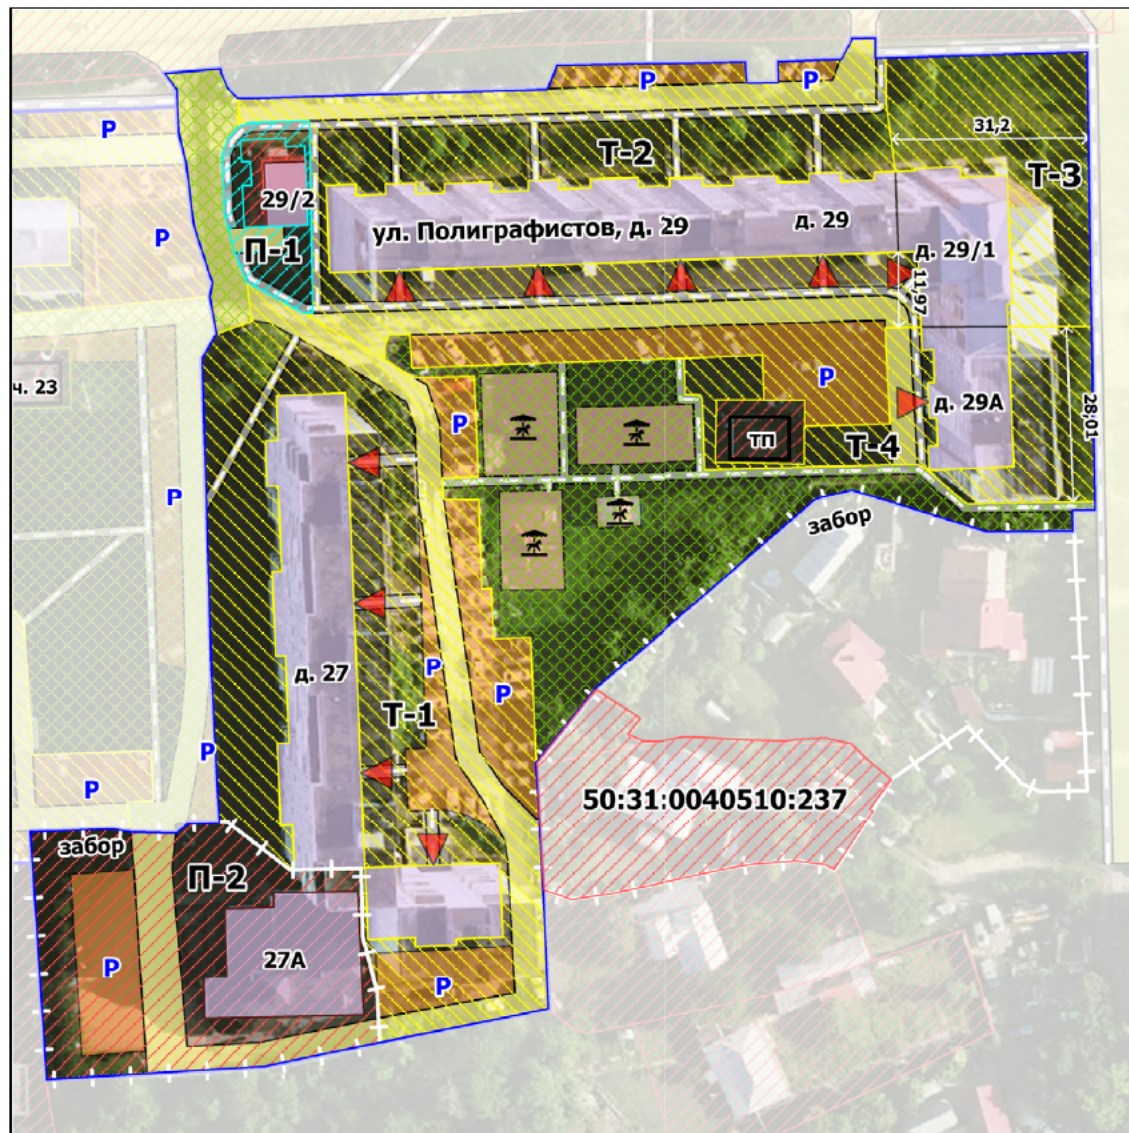 Р
Р
Р
31,2
Т-2
Т-3
29/2
Р
ул. Полиграфистов, д. 29
д. 29
П-1
д. 29/1
11,97
Р
ч. 23
д. 29А
28,01
Р
тп
Т-4
Р
забор
Р
д. 27
Р
Т-1
Р
Р
50:31:0040510:237
забор
П-2
27А
Р
Р